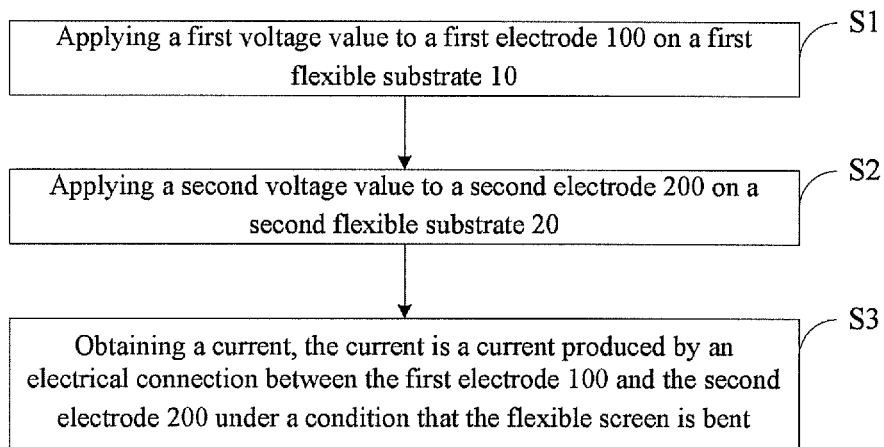 Applying a first voltage value to a first electrode 100 on a first
flexible substrate 10
S1
Applying a second voltage value to a second electrode 200 on a
second flexible substrate 20
S2
Obtaining a current, the current is a current produced by an
electrical connection between the first electrode 100 and the second
electrode 200 under a condition that the flexible screen is bent
S3